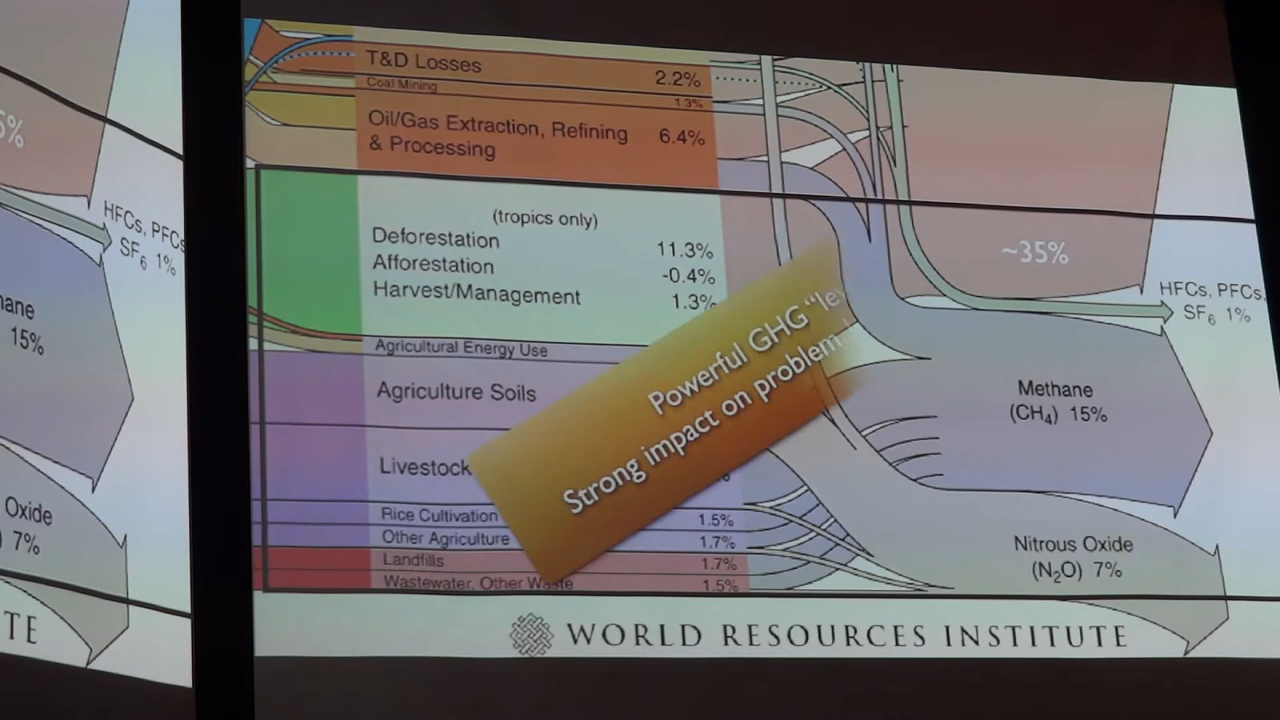 5%
HFCs, PFCs
SF6 1%
15%
Oxide
7%
TE
T&D Losses 2.2%
Coal Mining 1.3%
Oil/Gas Extraction, Refining 6.4%
& Processing
(tropics only)
Deforestation 11.3%
Afforestation -0.4%
Harvest/Management 1.3%
Agricultural Energy Use
Agriculture Soils
Livestock
Rice Cultivation 1.5%
Other Agriculture 1.7%
Landfills 1.7%
Wastewater, Other Waste 1.5%
Powerful GHG
Strong impact on problem
~35%
HFCs, PFCs,
SF6 1%
Methane
(CH4) 15%
Nitrous Oxide
(N2O) 7%
WORLD RESOURCES INSTITUTE